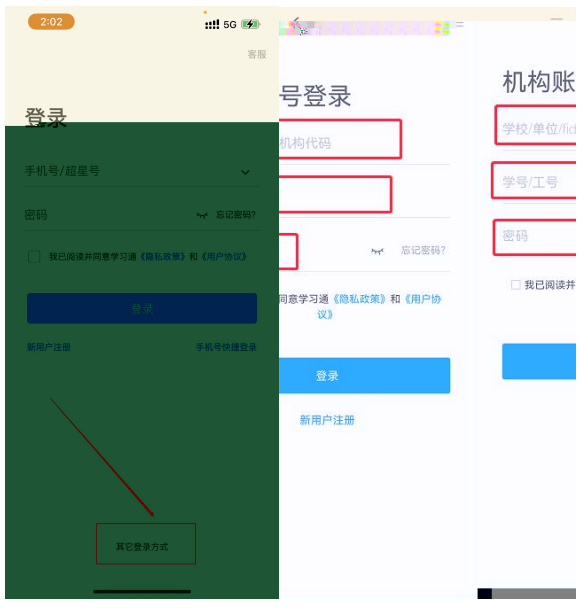 2:02
5G
客服
登录
手机号/超星号
密码
忘记密码?
我已阅读并同意学习通《隐私政策》和《用户协议》
登录
新用户注册
手机号快捷登录
其它登录方式
号登录
机构代码
忘记密码?
同意学习通《隐私政策》和《用户协
议》
登录
新用户注册
机构账
学校/单位/fid
学号/工号
密码
我已阅读并